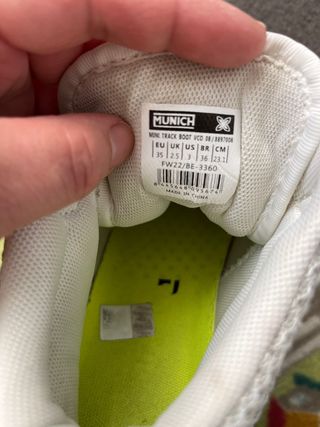 MUNICH
MINI TRACK BOOT VCO 08/8897008
EU UK US BR CM
35 2.5 3 36 23.1
FW22/BE-3360
MADE IN CHINA